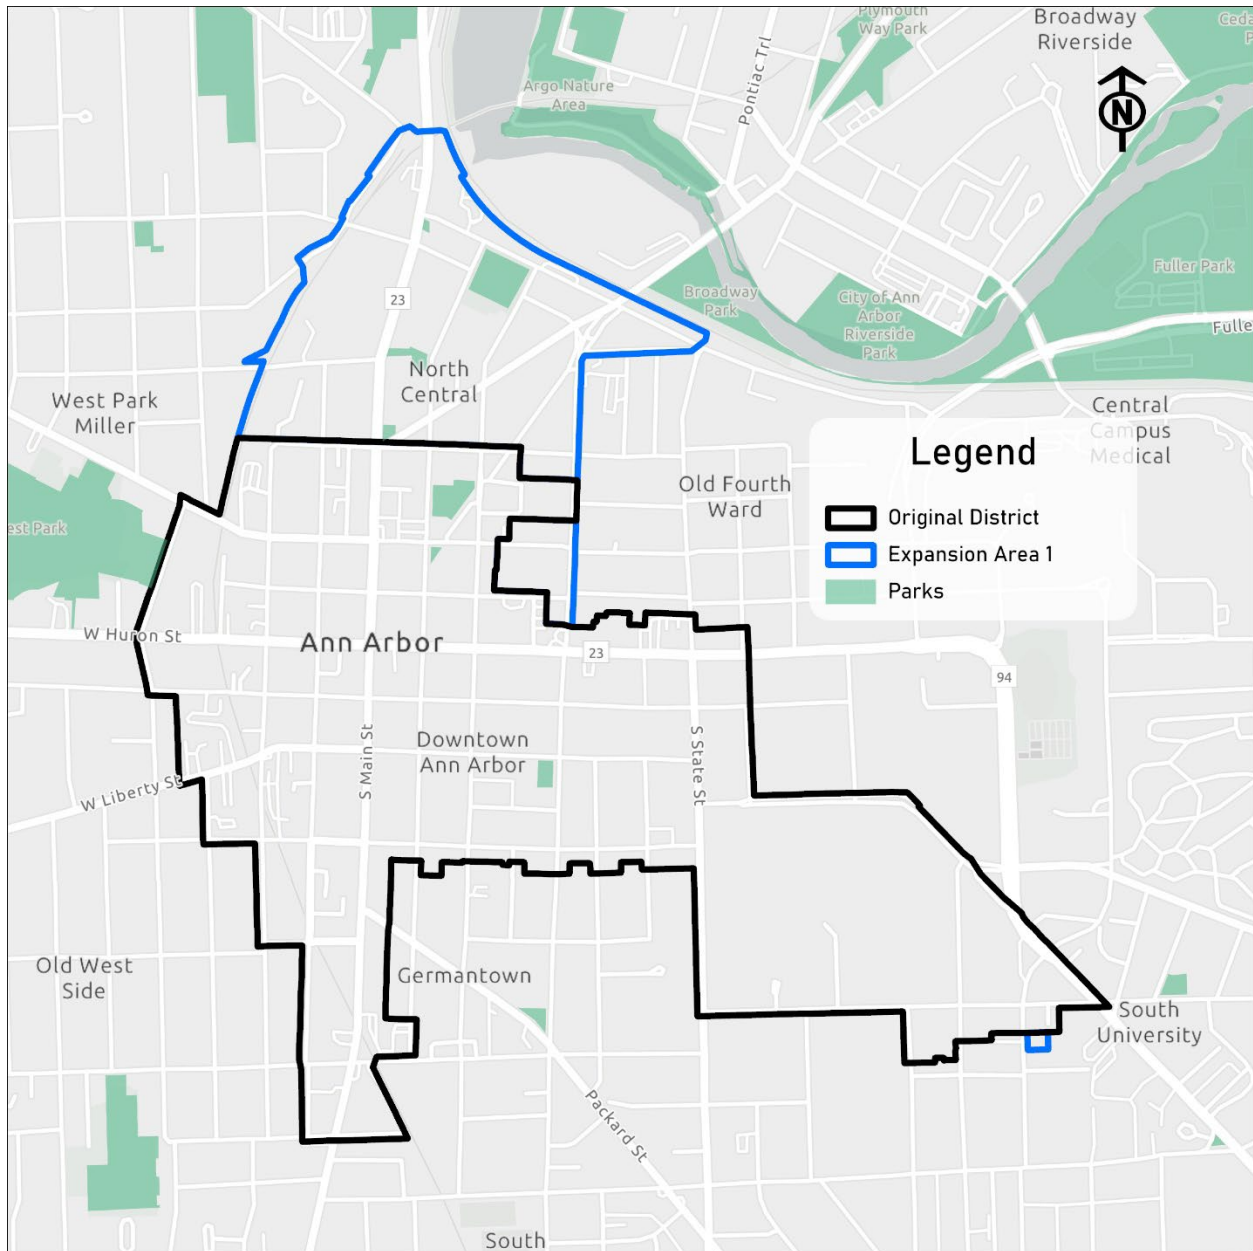 Plymouth
Way Park
Broadway
Riverside
Pontiac Trl
Argo Nature
Area
N
Fuller Park
Broadway
Park
City of Ann
Arbor
Riverside
Park
23
North
Central
West Park
Miller
Central
Campus
Medical
Legend
Original District
Expansion Area 1
Parks
Old Fourth
Ward
est Park
W Huron St
Ann Arbor
23
94
S Main St
Downtown
Ann Arbor
S State St
W Liberty St
Old West
Side
Germantown
South
University
Packard St
South